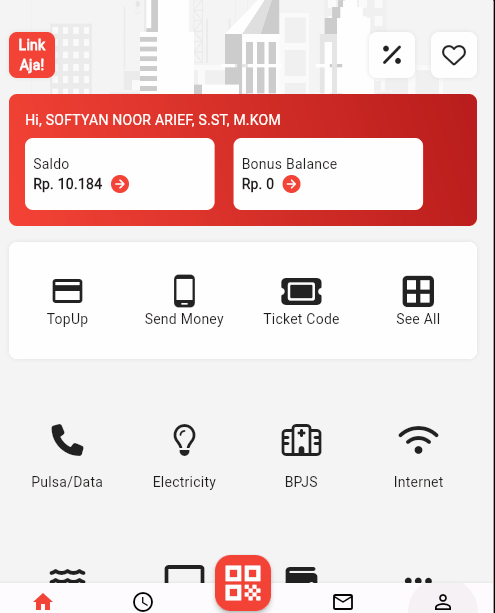 Link
Aja!
Hi, SOFTYAN NOOR ARIEF, S.ST, M.KOM
Saldo
Bonus Balance
Rp. 10.184
Rp. 0
TopUp
Send Money
Ticket Code
See All
Pulsa/Data
Electricity
BPJS
Internet